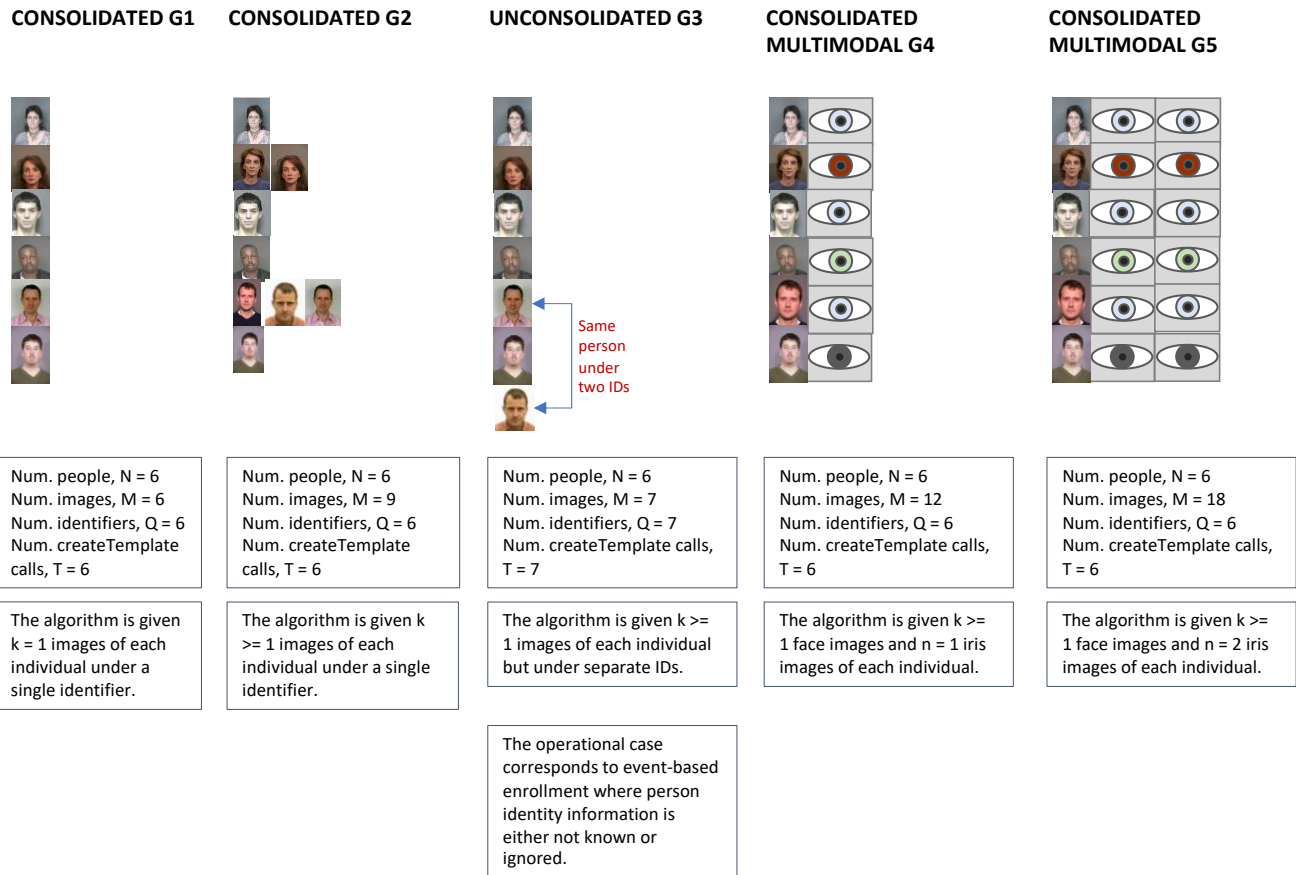 CONSOLIDATED G1
CONSOLIDATED G2
UNCONSOLIDATED G3
CONSOLIDATED
MULTIMODAL G4
CONSOLIDATED
MULTIMODAL G5
Same
person
under
two IDs
Num. people, N = 6
Num. images, M = 6
Num. identifiers, Q = 6
Num. createTemplate
calls, T = 6
Num. people, N = 6
Num. images, M = 9
Num. identifiers, Q = 6
Num. createTemplate
calls, T = 6
Num. people, N = 6
Num. images, M = 7
Num. identifiers, Q = 7
Num. createTemplate calls,
T = 7
Num. people, N = 6
Num. images, M = 12
Num. identifiers, Q = 6
Num. createTemplate calls,
T = 6
Num. people, N = 6
Num. images, M = 18
Num. identifiers, Q = 6
Num. createTemplate calls,
T = 6
The algorithm is given
k = 1 images of each
individual under a
single identifier.
The algorithm is given k
>= 1 images of each
individual under a single
identifier.
The algorithm is given k >=
1 images of each individual
but under separate IDs.
The algorithm is given k >=
1 face images and n = 1 iris
images of each individual.
The algorithm is given k >=
1 face images and n = 2 iris
images of each individual.
The operational case
corresponds to event-based
enrollment where person
identity information is
either not known or
ignored.